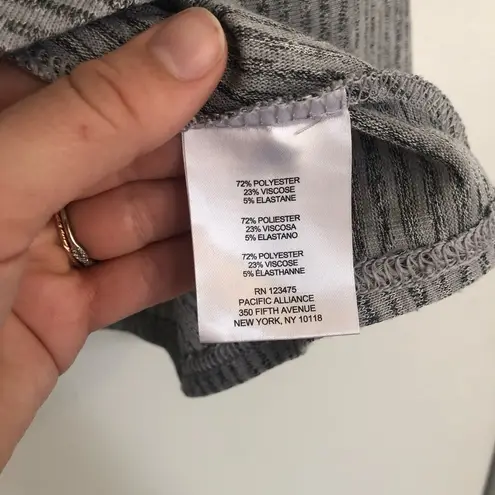 72% POLYESTER
23% VISCOSE
5% ELASTANE
72% POLIESTER
23% VISCOSA
5% ELASTANO
72% POLYESTER
23% VISCOSE
5% ÉLASTHANNE
RN 123475
PACIFIC ALLIANCE
350 FIFTH AVENUE
NEW YORK, NY 10118